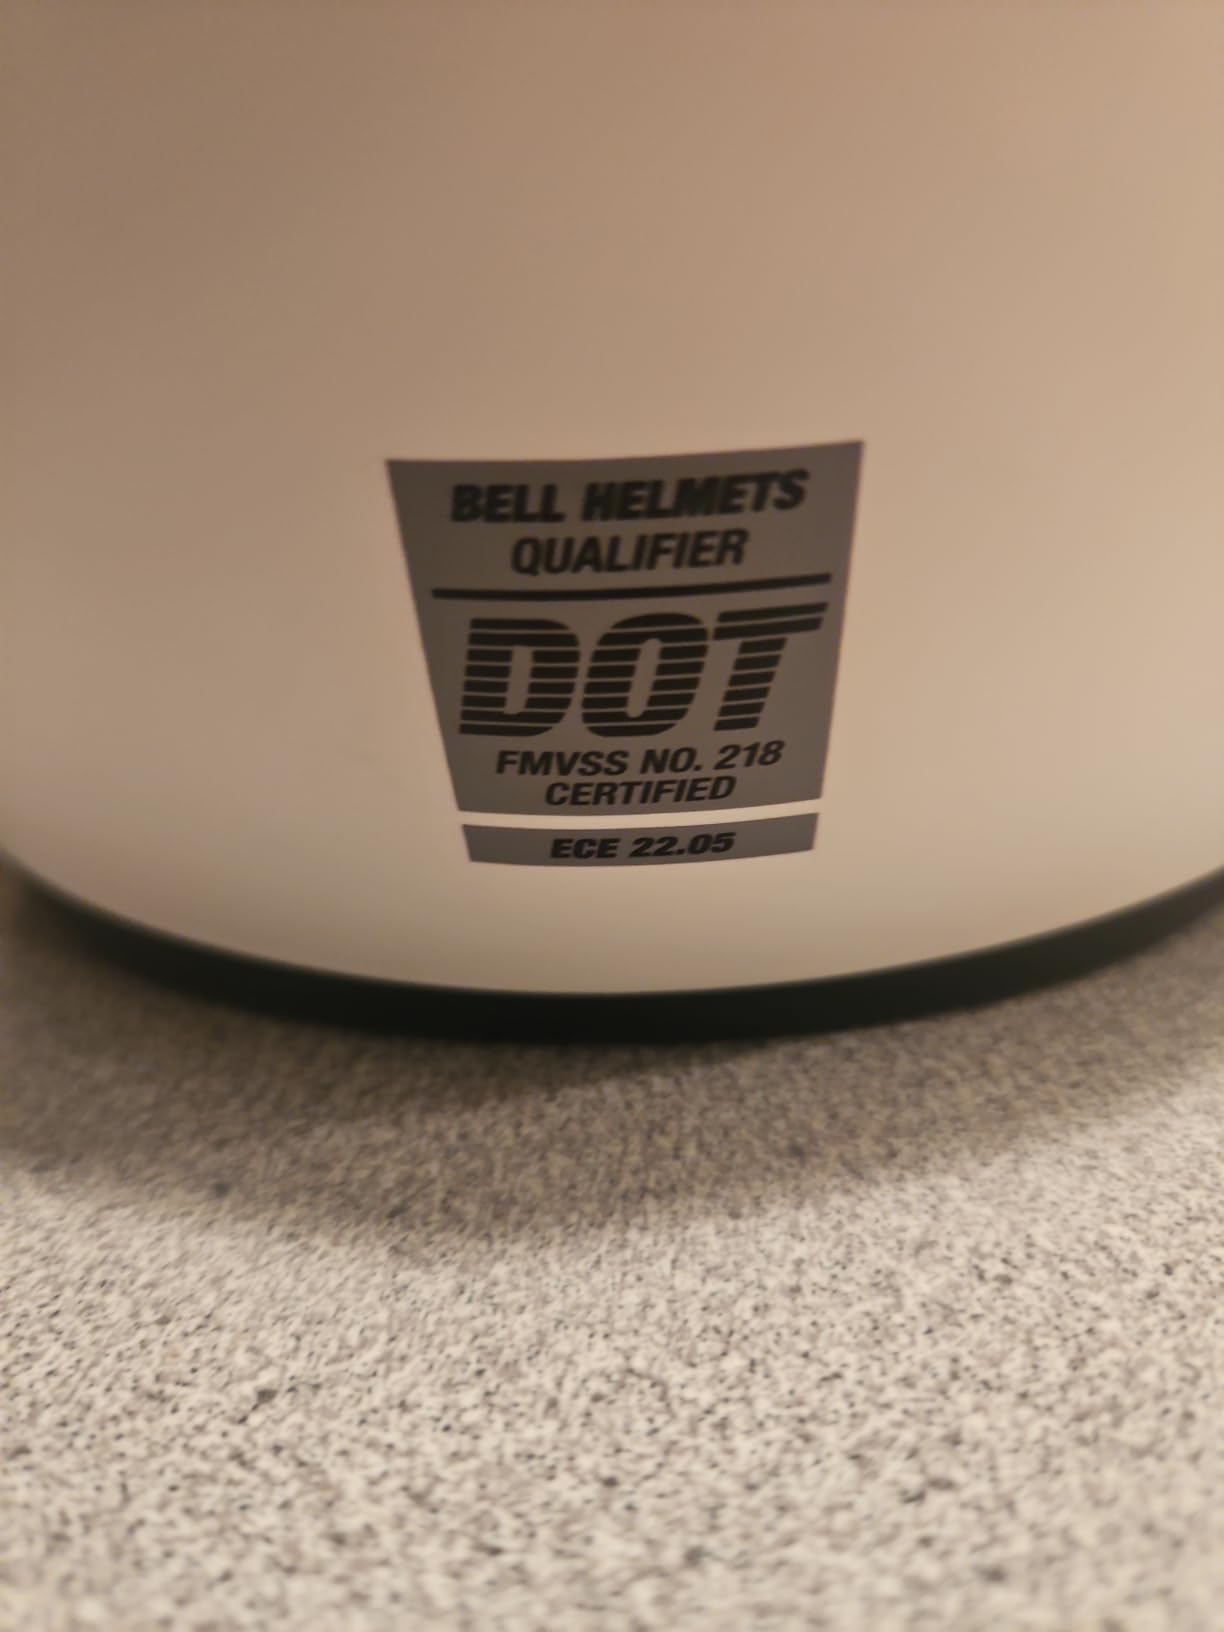 BELL HELMETS
QUALIFIER
DOT
FMVSS NO. 218
CERTIFIED
ECE 22.05